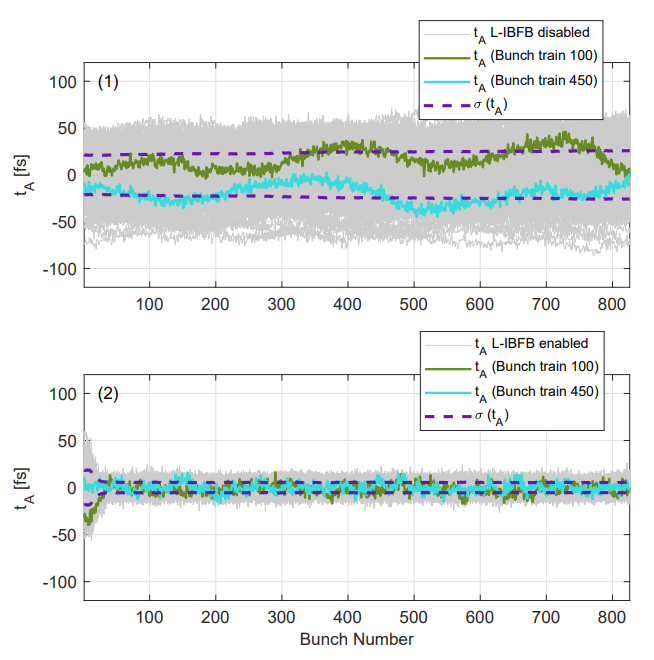 t_A L-IBFB disabled
t_A (Bunch train 100)
t_A (Bunch train 450)
σ (t_A)
(1)
100
50
0
-50
-100
t_A [fs]
100 200 300 400 500 600 700 800
t_A L-IBFB enabled
t_A (Bunch train 100)
t_A (Bunch train 450)
σ (t_A)
(2)
100
50
0
-50
-100
t_A [fs]
100 200 300 400 500 600 700 800
Bunch Number